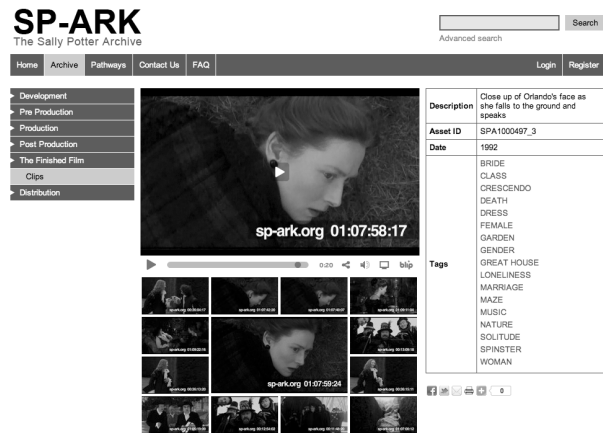 SP-ARK
The Sally Potter Archive
Search
Advanced search
Home Archive Pathways Contact Us FAQ Login Register
Development
Pre Production
Production
Post Production
The Finished Film
Clips
Distribution
sp-ark.org 01:07:58:17
0:20 blip
sp-ark.org 01:07:59:24
Description Close up of Orlando's face as
she falls to the ground and
speaks
Asset ID SPA1000497_3
Date 1992
Tags
BRIDE
CLASS
CRESCENDO
DEATH
DRESS
FEMALE
GARDEN
GENDER
GREAT HOUSE
LONELINESS
MARRIAGE
MAZE
MUSIC
NATURE
SOLITUDE
SPINSTER
WOMAN
0